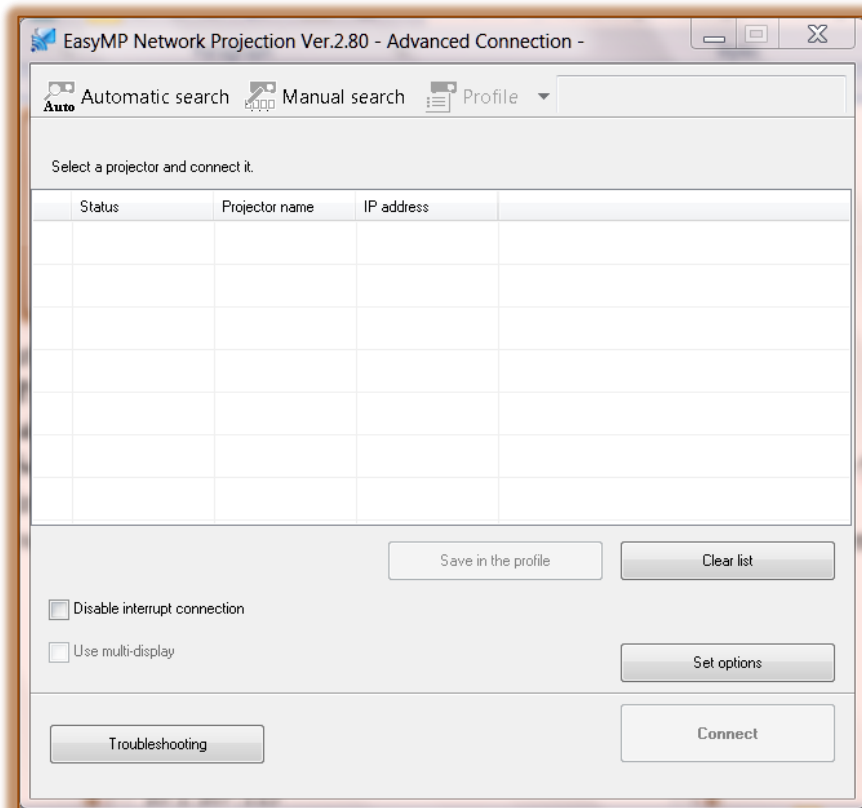 EasyMP Network Projection Ver.2.80 - Advanced Connection -
Auto Automatic search Manual search Profile
Select a projector and connect it.
Status Projector name IP address
Save in the profile Clear list
Disable interrupt connection
Use multi-display
Set options
Troubleshooting Connect